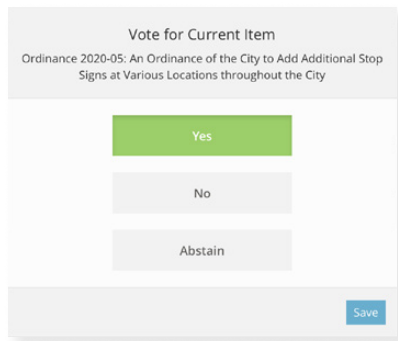 Vote for Current Item
Ordinance 2020-05: An Ordinance of the City to Add Additional Stop
Signs at Various Locations throughout the City
Yes
No
Abstain
Save